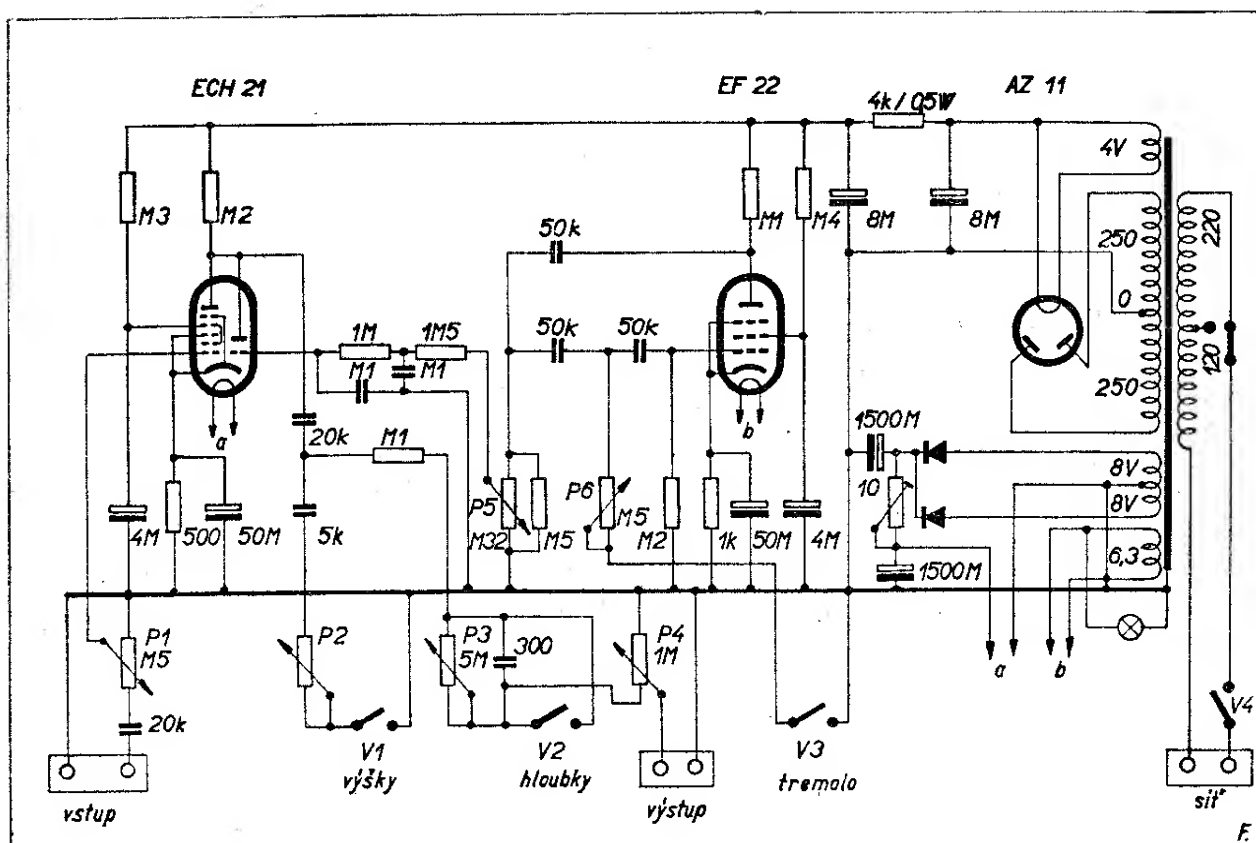 ECH 21
EF 22
AZ 11
4k / 0,5W
4V
M3
M2
M1
M4
8M
8M
50k
250
220
0
50k
50k
1M
1M5
M1
M1
120
250
a
b
20k
M1
1500M
10
8V
8V
P5
M32
M5
P6
M5
M2
4M
500
50M
5k
1k
50M
4M
1500M
6,3
P1
M5
P2
P3
5M
300
P4
1M
a
b
20k
V1
V2
V3
V4
výšky
hloubky
tremolo
vstup
výstup
síť
F.